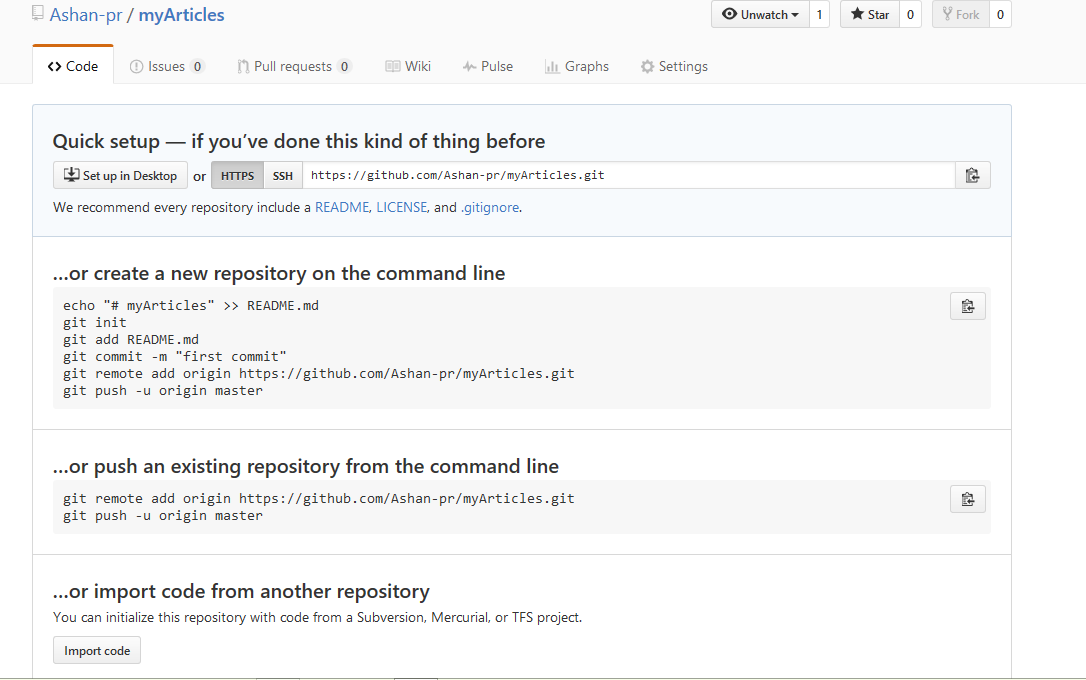 Ashan-pr / myArticles
Unwatch 1 Star 0 Fork 0
Code Issues 0 Pull requests 0 Wiki Pulse Graphs Settings
Quick setup — if you’ve done this kind of thing before
Set up in Desktop or HTTPS SSH https://github.com/Ashan-pr/myArticles.git
We recommend every repository include a README, LICENSE, and .gitignore.
…or create a new repository on the command line
echo "# myArticles" >> README.md
git init
git add README.md
git commit -m "first commit"
git remote add origin https://github.com/Ashan-pr/myArticles.git
git push -u origin master
…or push an existing repository from the command line
git remote add origin https://github.com/Ashan-pr/myArticles.git
git push -u origin master
…or import code from another repository
You can initialize this repository with code from a Subversion, Mercurial, or TFS project.
Import code